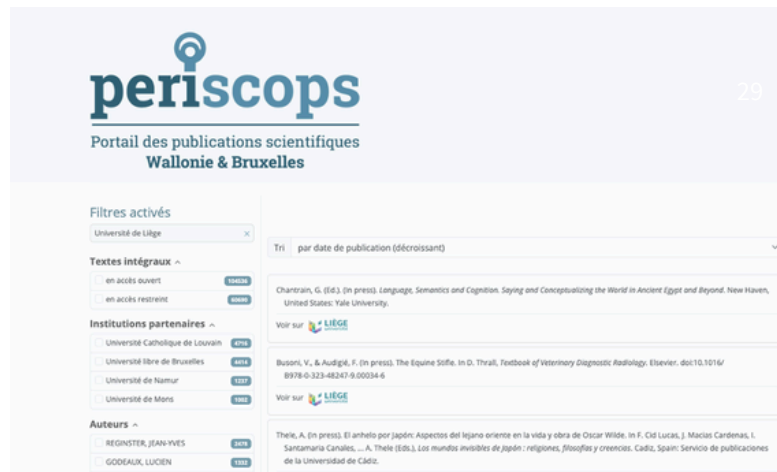 periscops
29
Portail des publications scientifiques
Wallonie & Bruxelles
Filtres activés
Université de Liège ×
Textes intégraux
en accès ouvert 104536
en accès restreint 60600
Institutions partenaires
Université Catholique de Louvain 4716
Université libre de Bruxelles 4414
Université de Namur 1237
Université de Mons 1002
Auteurs
REGINSTER, JEAN-YVES 2478
GODEAUX, LUCIEN 1332
Tri par date de publication (décroissant)
Chantrain, G. (Ed.). (In press). Language, Semantics and Cognition. Saying and Conceptualizing the World in Ancient Egypt and Beyond. New Haven,
United States: Yale University.
Voir sur LIÈGE université
Busoni, V., & Audigié, F. (In press). The Equine Stifle. In D. Thrall, Textbook of Veterinary Diagnostic Radiology. Elsevier. doi:10.1016/
B978-0-323-48247-9.00034-6
Voir sur LIÈGE université
Thele, A. (In press). El anhelo por Japón: Aspectos del lejano oriente en la vida y obra de Oscar Wilde. In F. Cid Lucas, J. Macias Cardenas, I.
Santamaria Canales, ... A. Thele (Eds.), Los mundos invisibles de Japón : religiones, filosofías y creencias. Cadiz, Spain: Servicio de publicaciones
de la Universidad de Cádiz.